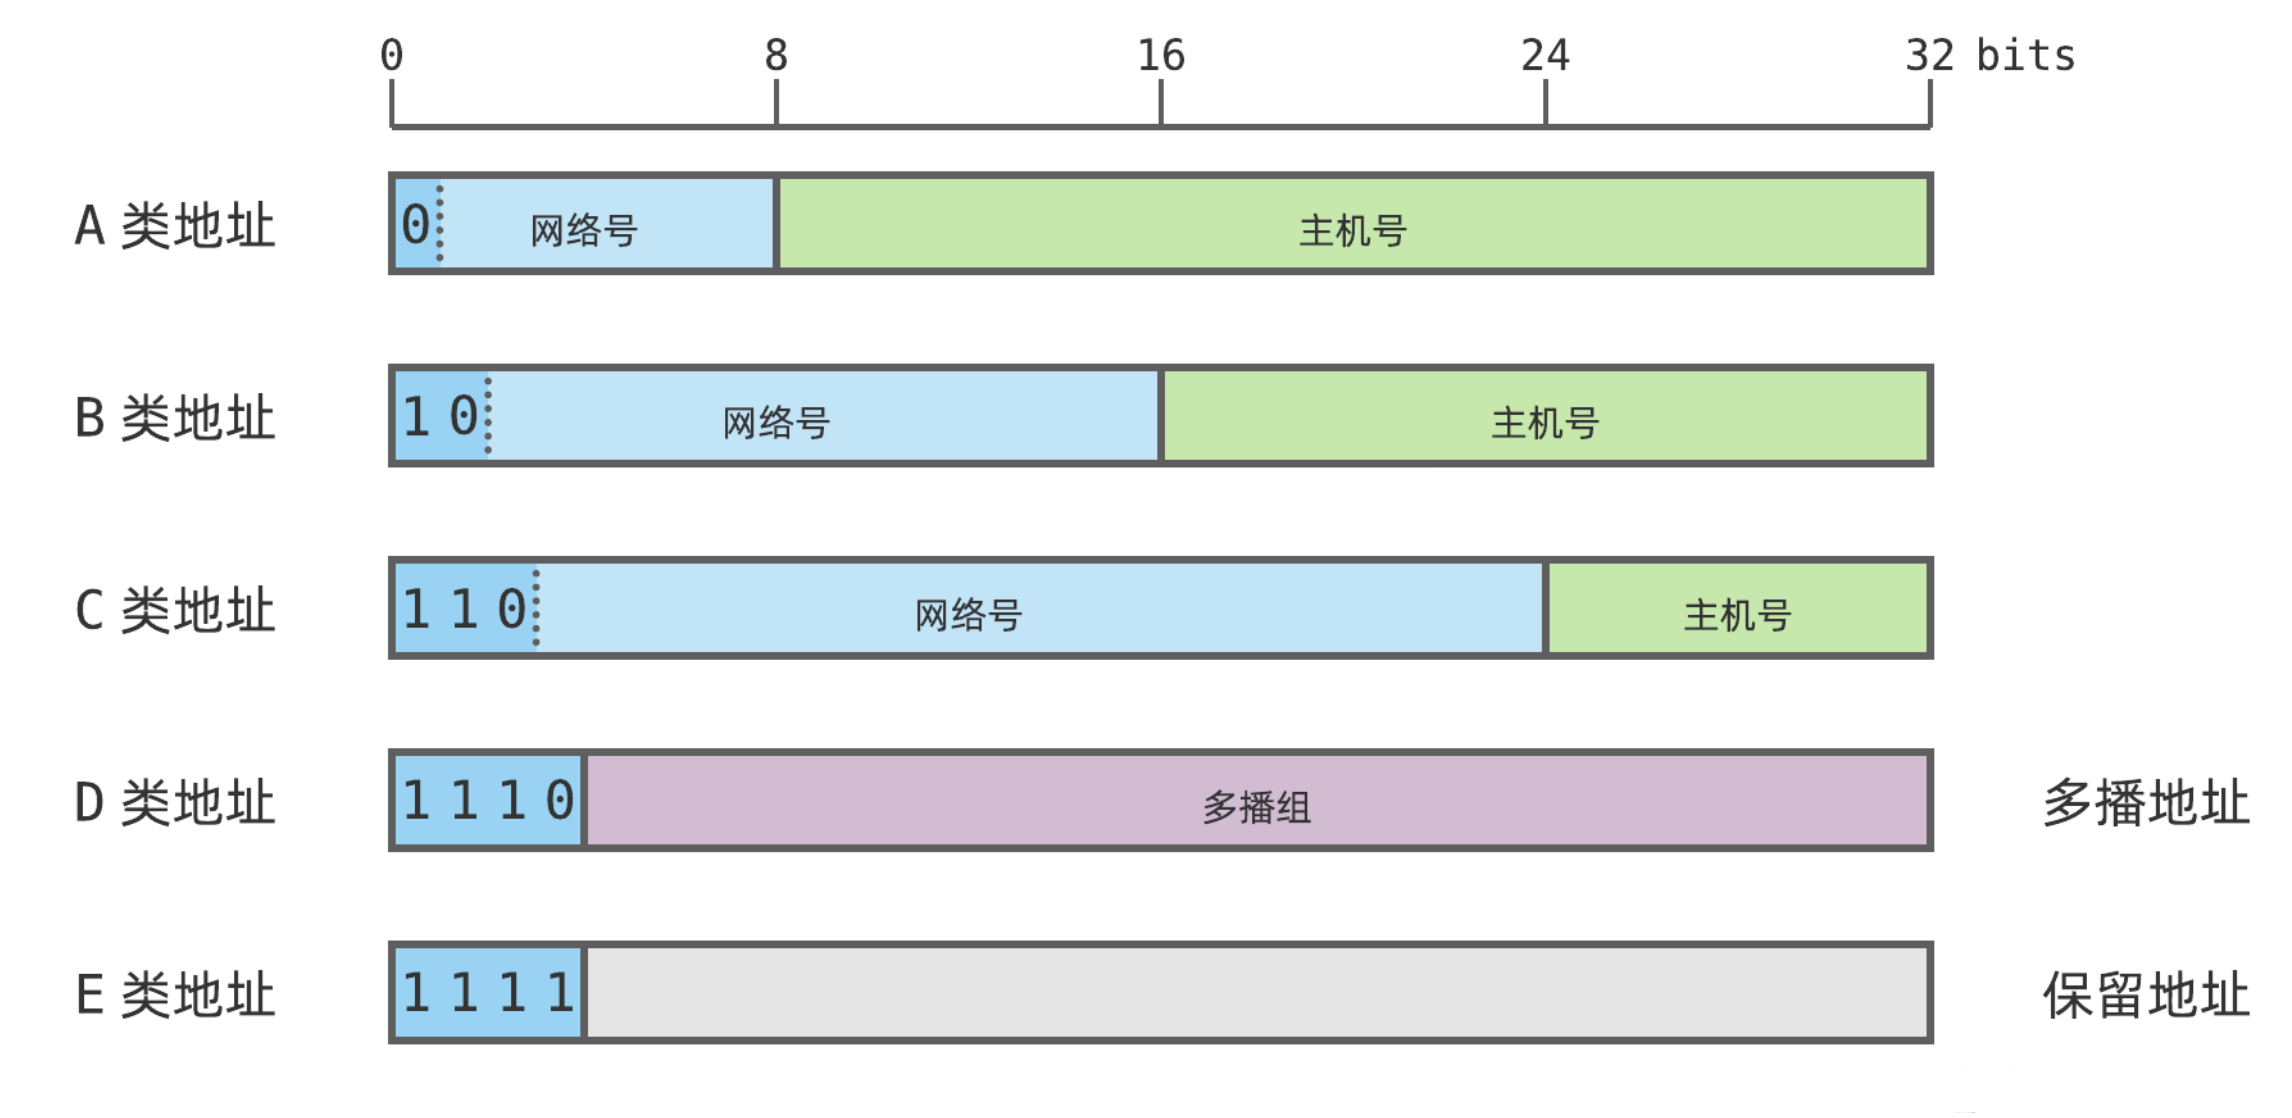 0 8 16 24 32 bits
A 类地址 0 网络号 主机号
B 类地址 1 0 网络号 主机号
C 类地址 1 1 0 网络号 主机号
D 类地址 1 1 1 0 多播组 多播地址
E 类地址 1 1 1 1 保留地址